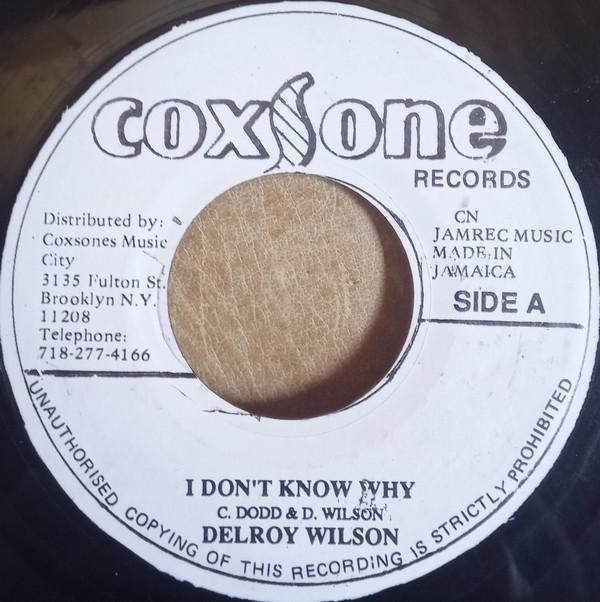 coxsone
RECORDS
Distributed by:
Coxsones Music
City
3135 Fulton St.
Brooklyn N.Y.
11208
Telephone:
718-277-4166
CN
JAMREC MUSIC
MADE IN
JAMAICA
SIDE A
I DON'T KNOW WHY
C. DODD & D. WILSON
DELROY WILSON
UNAUTHORISED COPYING OF THIS RECORDING IS STRICTLY PROHIBITED